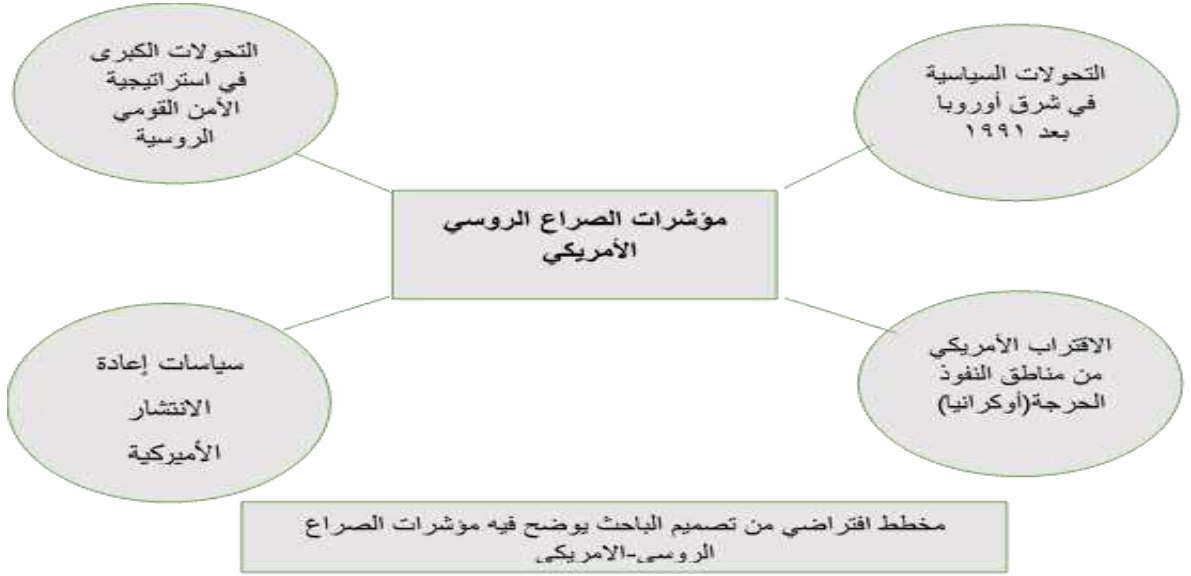 التحولات السياسية
في شرق أوروبا
بعد ١٩٩١
التحولات الكبرى
في استراتيجية
الأمن القومي
الروسية
مؤشرات الصراع الروسي
الأمريكي
الاقتراب الأمريكي
من مناطق النفوذ
الحرجة(أوكرانيا)
سياسات إعادة
الانتشار
الأميركية
مخطط افتراضي من تصميم الباحث يوضح فيه مؤشرات الصراع
الروسي-الامريكي